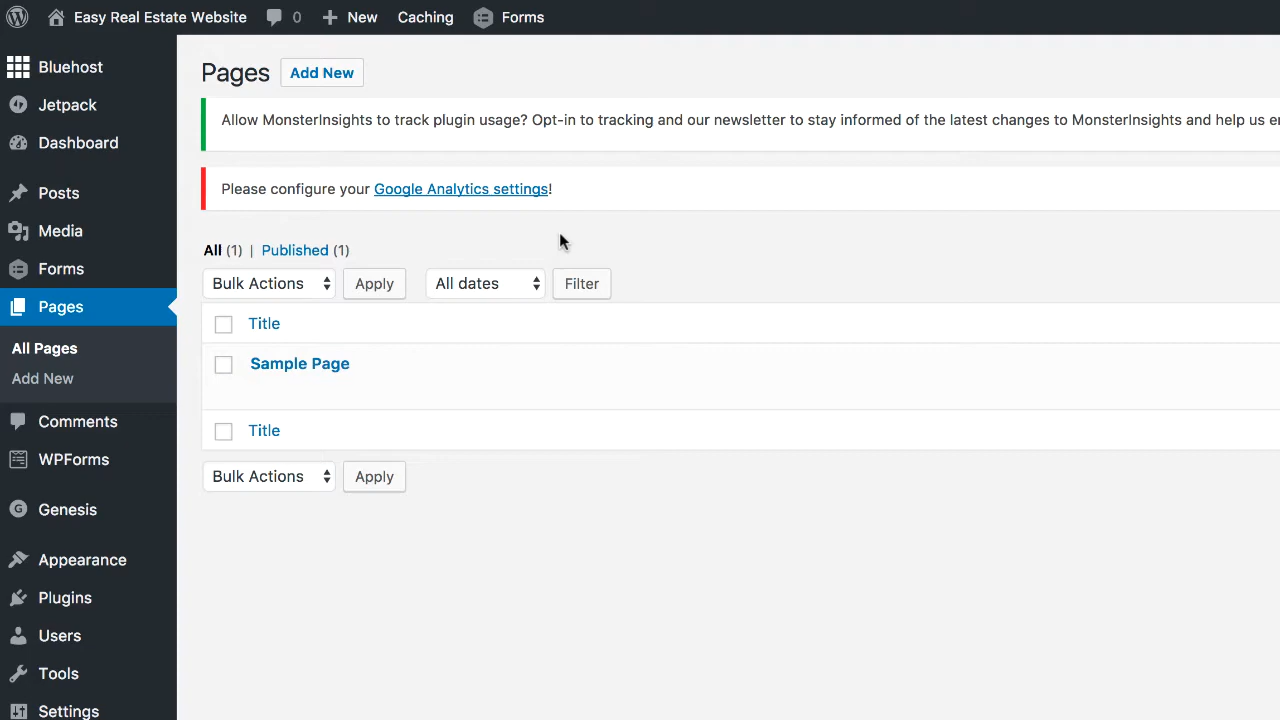 Easy Real Estate Website 0 New Caching Forms
Bluehost
Jetpack
Dashboard
Posts
Media
Forms
Pages
All Pages
Add New
Comments
WPForms
Genesis
Appearance
Plugins
Users
Tools
Settings
Pages Add New
Allow MonsterInsights to track plugin usage? Opt-in to tracking and our newsletter to stay informed of the latest changes to MonsterInsights and help us
Please configure your Google Analytics settings!
All (1) | Published (1)
Bulk Actions Apply All dates Filter
Title
Sample Page
Title
Bulk Actions Apply